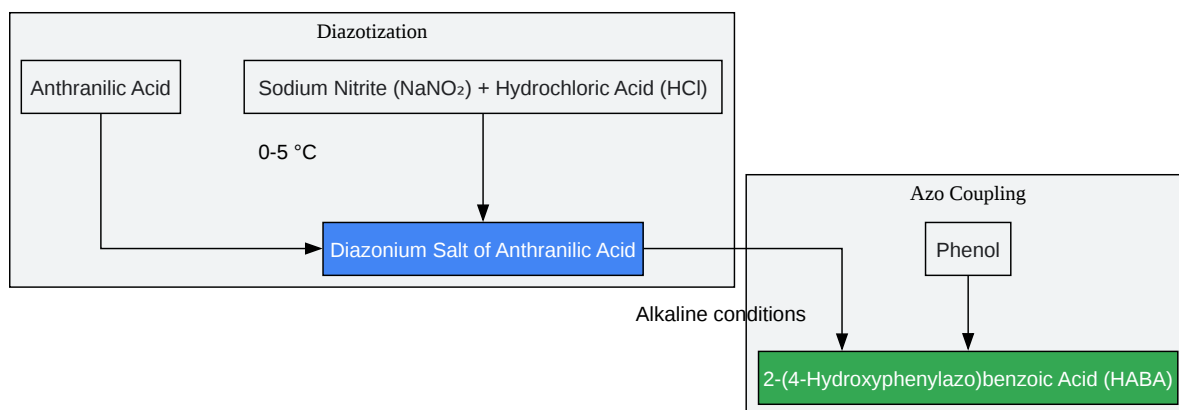 Diazotization
Anthranilic Acid
Sodium Nitrite (NaNO₂) + Hydrochloric Acid (HCl)
0-5 °C
Diazonium Salt of Anthranilic Acid
Azo Coupling
Phenol
Alkaline conditions
2-(4-Hydroxyphenylazo)benzoic Acid (HABA)